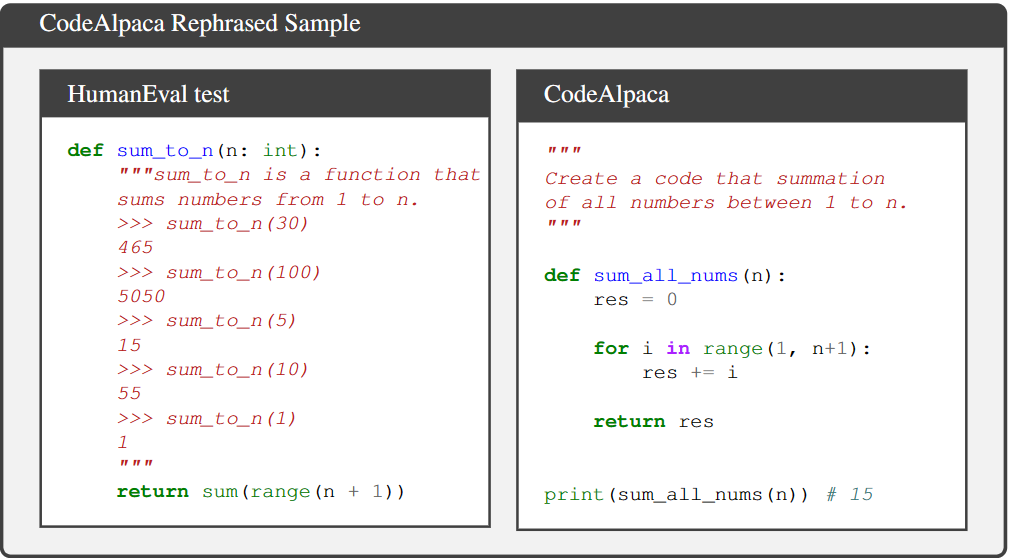 CodeAlpaca Rephrased Sample
HumanEval test
def sum_to_n(n: int):
    """sum_to_n is a function that
    sums numbers from 1 to n.
    >>> sum_to_n(30)
    465
    >>> sum_to_n(100)
    5050
    >>> sum_to_n(5)
    15
    >>> sum_to_n(10)
    55
    >>> sum_to_n(1)
    1
    """
    return sum(range(n + 1))
CodeAlpaca
"""
Create a code that summation
of all numbers between 1 to n.
"""
def sum_all_nums(n):
    res = 0
    for i in range(1, n+1):
        res += i
    return res
print(sum_all_nums(n)) # 15